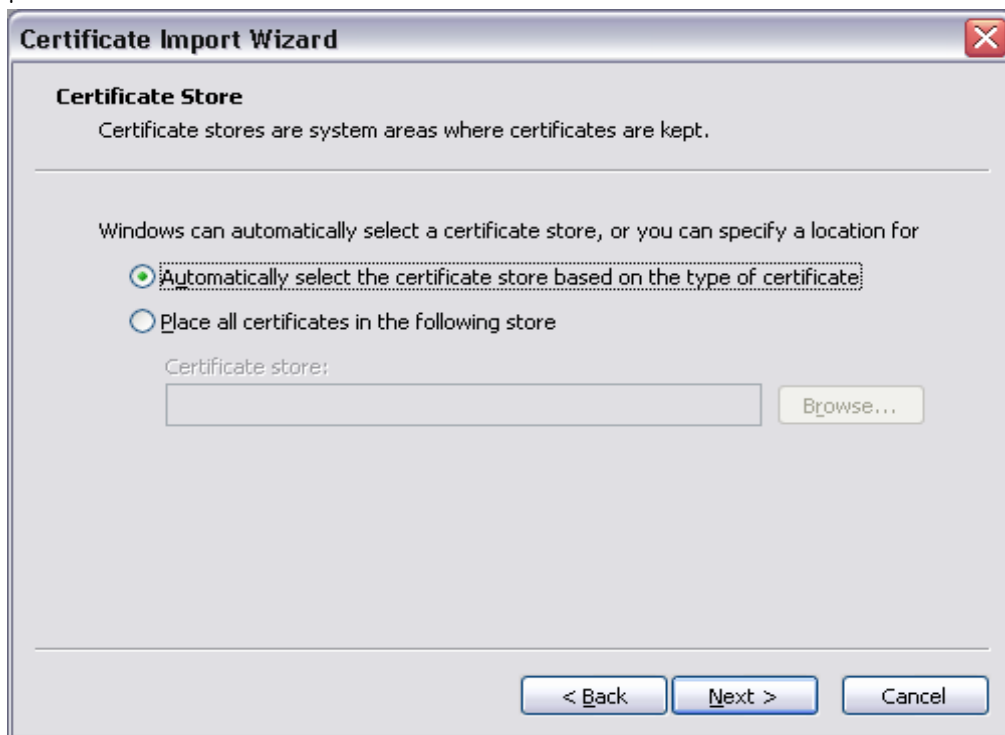 Certificate Import Wizard
Certificate Store
Certificate stores are system areas where certificates are kept.
Windows can automatically select a certificate store, or you can specify a location for
Automatically select the certificate store based on the type of certificate
Place all certificates in the following store
Certificate store:
Browse...
< Back
Next >
Cancel